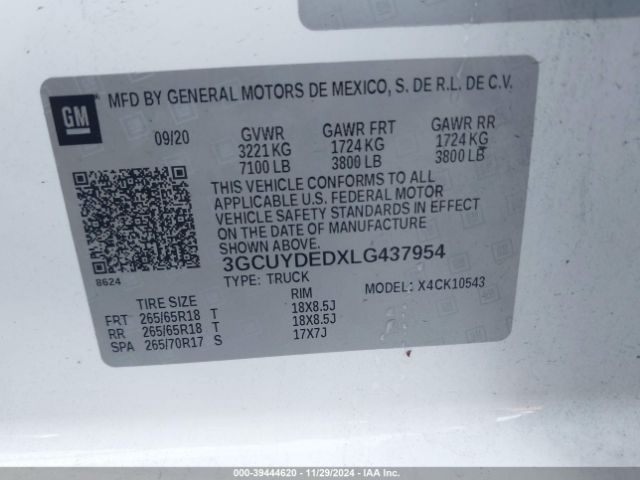 GM
MFD BY GENERAL MOTORS DE MEXICO, S. DE R.L. DE C.V.
09/20 GVWR GAWR FRT GAWR RR
3221 KG 1724 KG 1724 KG
7100 LB 3800 LB 3800 LB
THIS VEHICLE CONFORMS TO ALL
APPLICABLE U.S. FEDERAL MOTOR
VEHICLE SAFETY STANDARDS IN EFFECT
ON THE DATE OF MANUFACTURE
SHOWN ABOVE.
8624
3GCUYDEDXLG437954
TYPE: TRUCK MODEL: X4CK10543
TIRE SIZE RIM
FRT 265/65R18 T 18X8.5J
RR 265/65R18 T 18X8.5J
SPA 265/70R17 S 17X7J
000-39444620 - 11/29/2024 - IAA Inc.